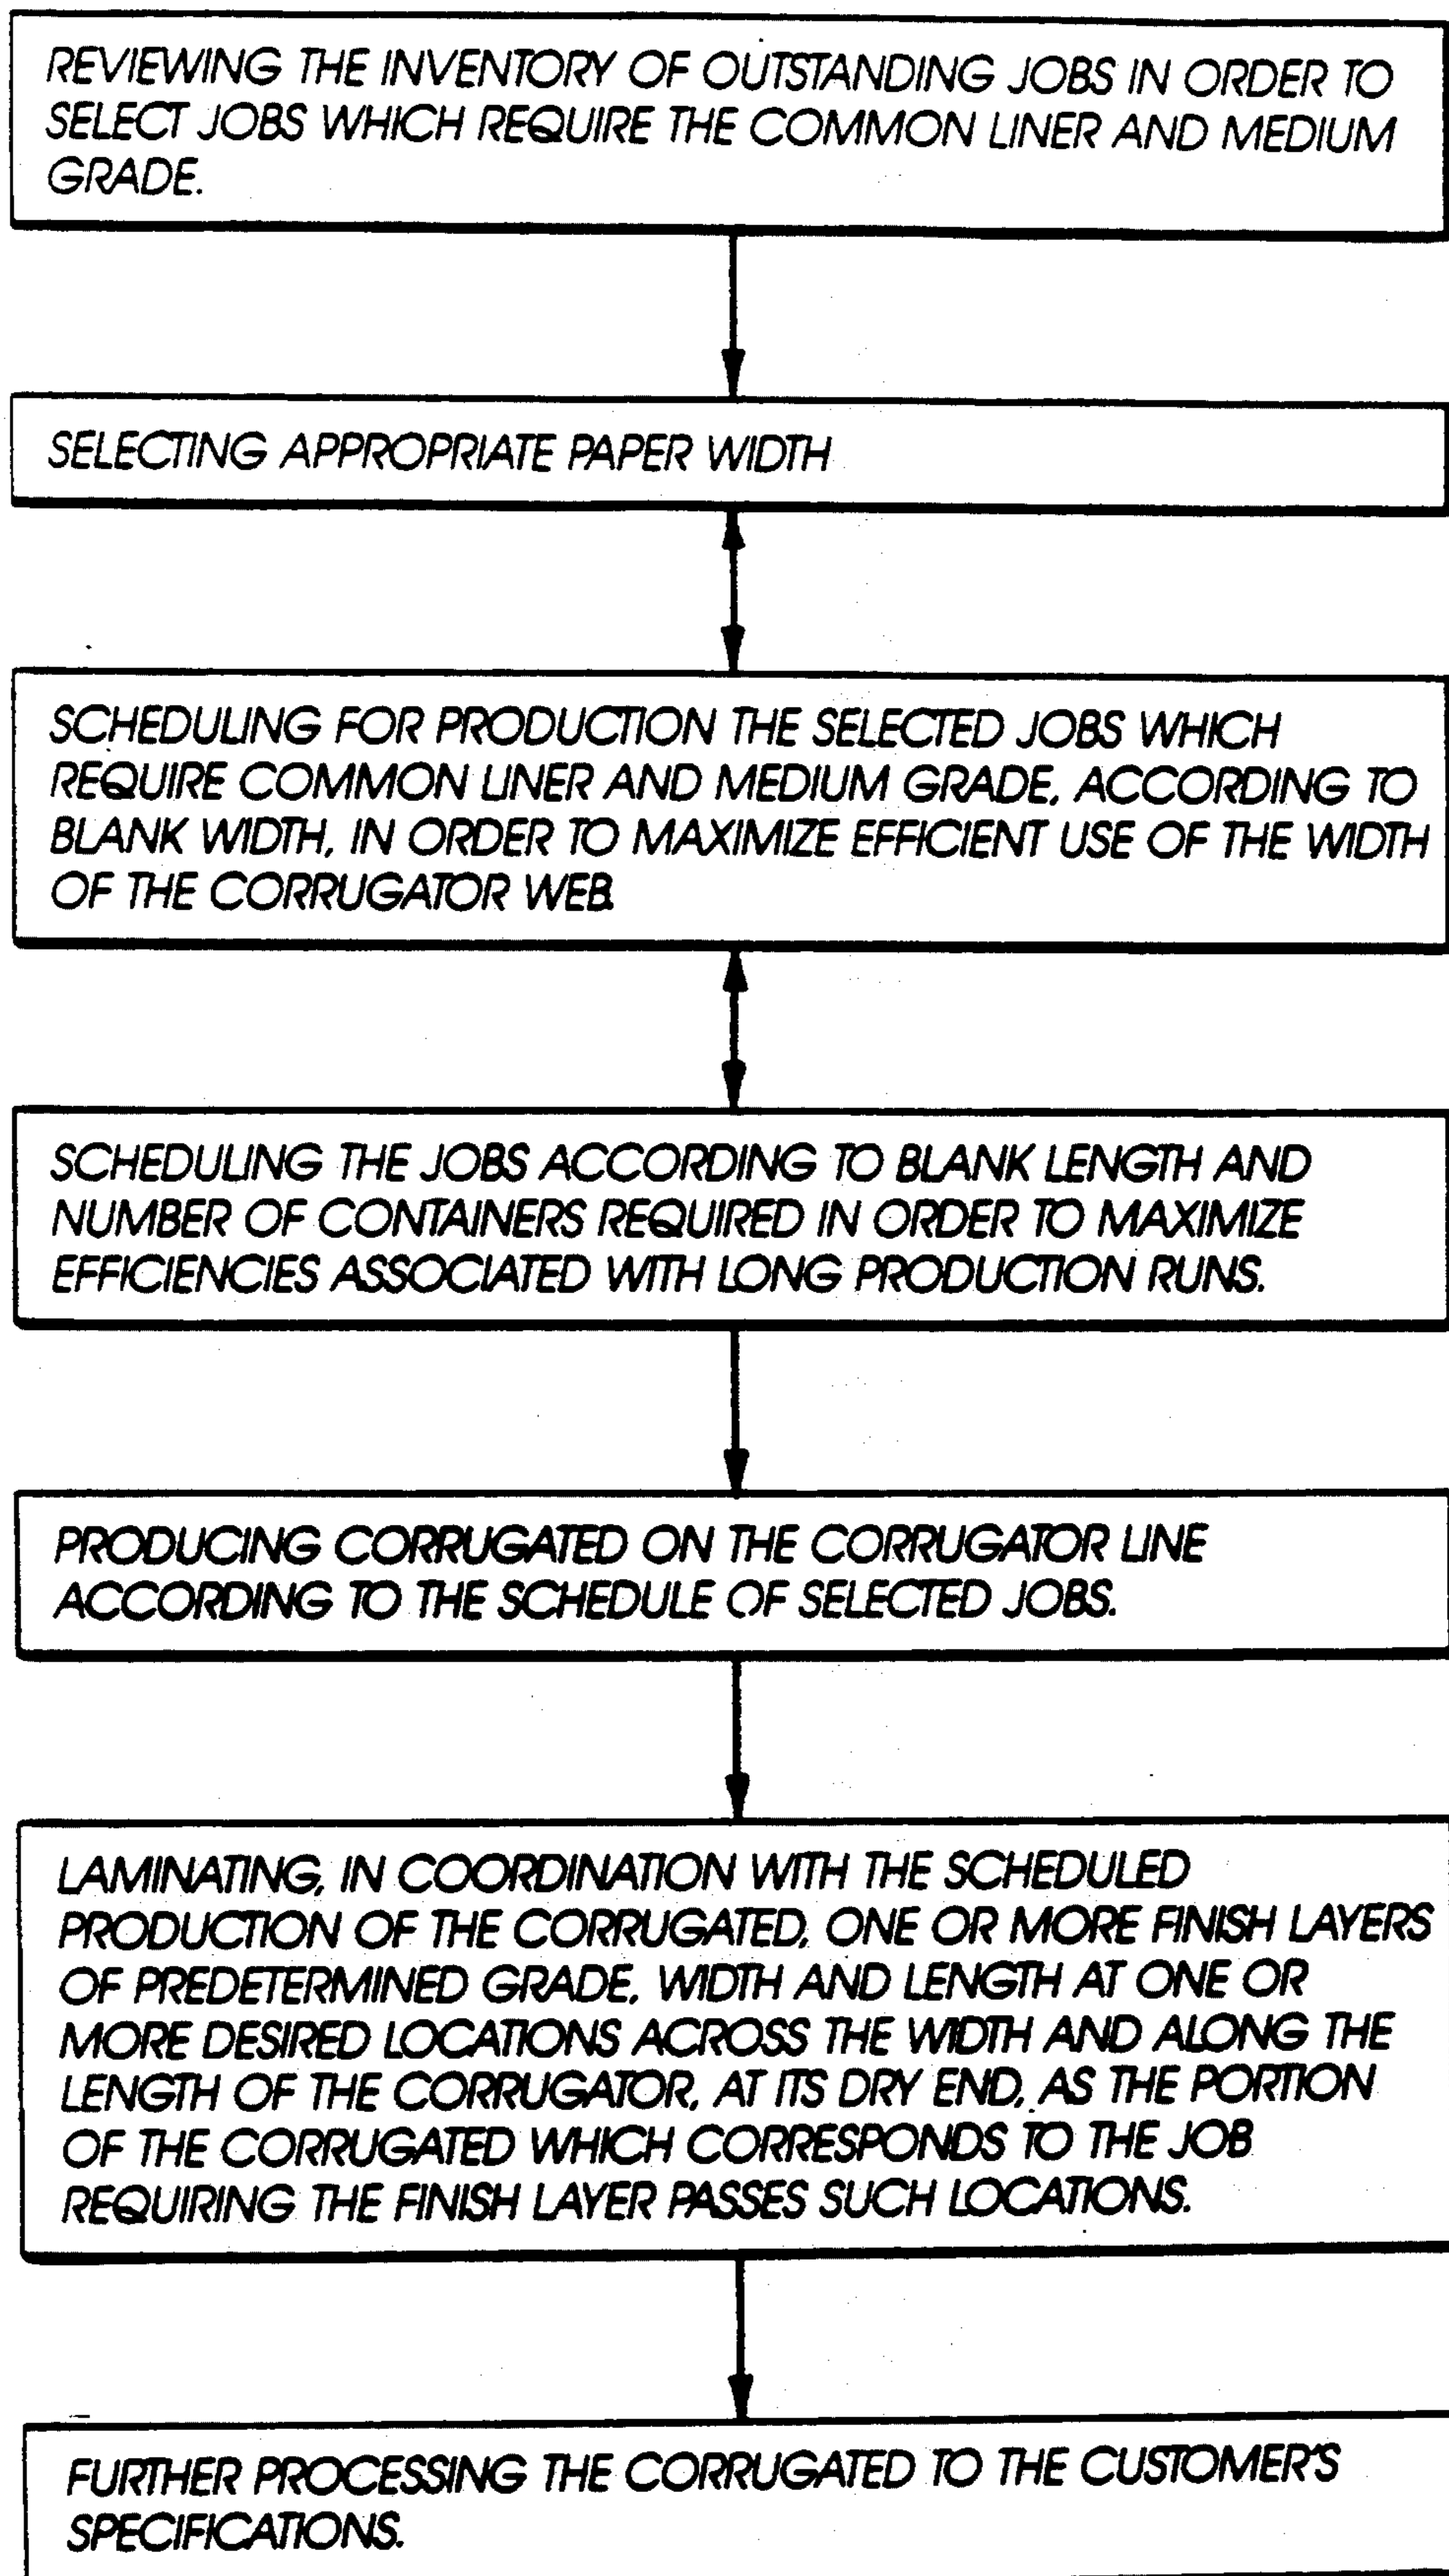 REVIEWING THE INVENTORY OF OUTSTANDING JOBS IN ORDER TO
SELECT JOBS WHICH REQUIRE THE COMMON LINER AND MEDIUM
GRADE.
SELECTING APPROPRIATE PAPER WIDTH
SCHEDULING FOR PRODUCTION THE SELECTED JOBS WHICH
REQUIRE COMMON LINER AND MEDIUM GRADE, ACCORDING TO
BLANK WIDTH, IN ORDER TO MAXIMIZE EFFICIENT USE OF THE WIDTH
OF THE CORRUGATOR WEB.
SCHEDULING THE JOBS ACCORDING TO BLANK LENGTH AND
NUMBER OF CONTAINERS REQUIRED IN ORDER TO MAXIMIZE
EFFICIENCIES ASSOCIATED WITH LONG PRODUCTION RUNS.
PRODUCING CORRUGATED ON THE CORRUGATOR LINE
ACCORDING TO THE SCHEDULE OF SELECTED JOBS.
LAMINATING, IN COORDINATION WITH THE SCHEDULED
PRODUCTION OF THE CORRUGATED, ONE OR MORE FINISH LAYERS
OF PREDETERMINED GRADE, WIDTH AND LENGTH AT ONE OR
MORE DESIRED LOCATIONS ACROSS THE WIDTH AND ALONG THE
LENGTH OF THE CORRUGATOR, AT ITS DRY END, AS THE PORTION
OF THE CORRUGATED WHICH CORRESPONDS TO THE JOB
REQUIRING THE FINISH LAYER PASSES SUCH LOCATIONS.
FURTHER PROCESSING THE CORRUGATED TO THE CUSTOMER'S
SPECIFICATIONS.